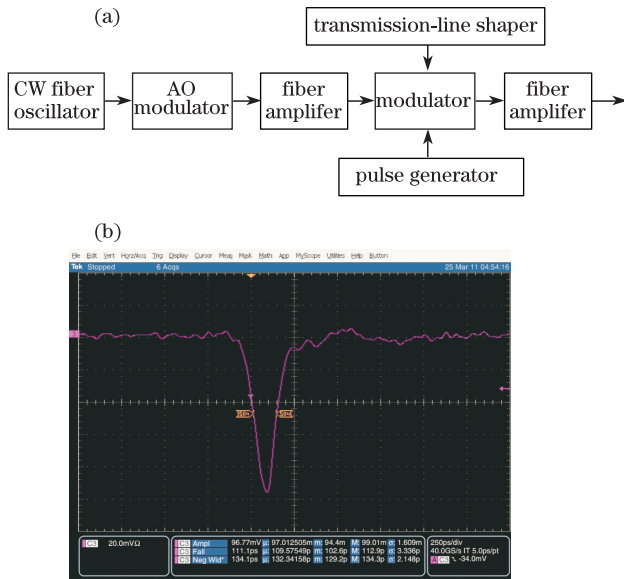 (a)
transmission-line shaper
CW fiber
oscillator
AO
modulator
fiber
amplifer
modulator
fiber
amplifer
pulse generator
(b)
File Edit Vert Horz/Acq Trig Display Cursor Meas Mask Math App MyScope Utilities Help Button
Tek Stopped 6 Acqs 25 Mar 11 04:54:16
C3 20.0mVΩ
C3 Ampl 96.77mV μ: 97.012505m m: 94.4m M: 99.01m σ: 1.609m
C3 Fall 111.1ps μ: 109.57549p m: 102.6p M: 112.9p σ: 3.336p
C3 Neg Wid* 134.1ps μ: 132.34158p m: 129.2p M: 134.3p σ: 2.148p
250ps/div
40.0GS/s IT 5.0ps/pt
A C3 -34.0mV